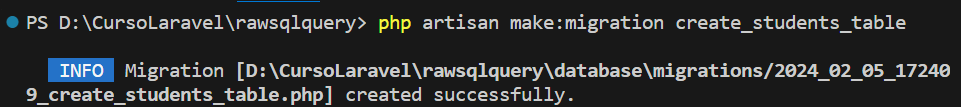 PS D:\CursoLaravel\rawsqlquery> php artisan make:migration create_students_table
INFO Migration [D:\CursoLaravel\rawsqlquery\database\migrations/2024_02_05_17240
9_create_students_table.php] created successfully.